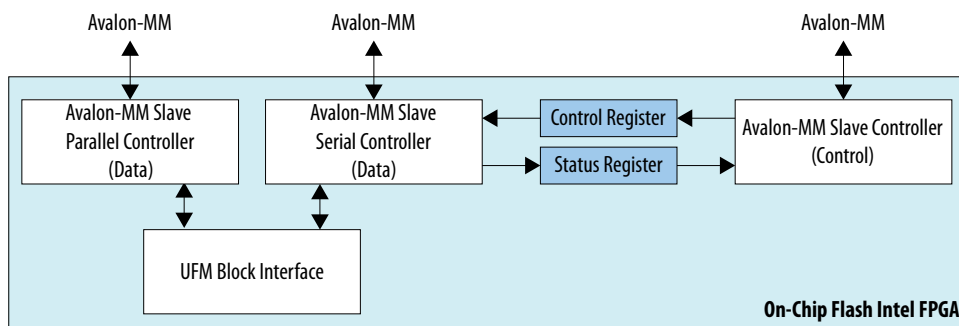 Avalon-MM
Avalon-MM
Avalon-MM
Avalon-MM Slave
Parallel Controller
(Data)
Avalon-MM Slave
Serial Controller
(Data)
Control Register
Status Register
Avalon-MM Slave Controller
(Control)
UFM Block Interface
On-Chip Flash Intel FPGA